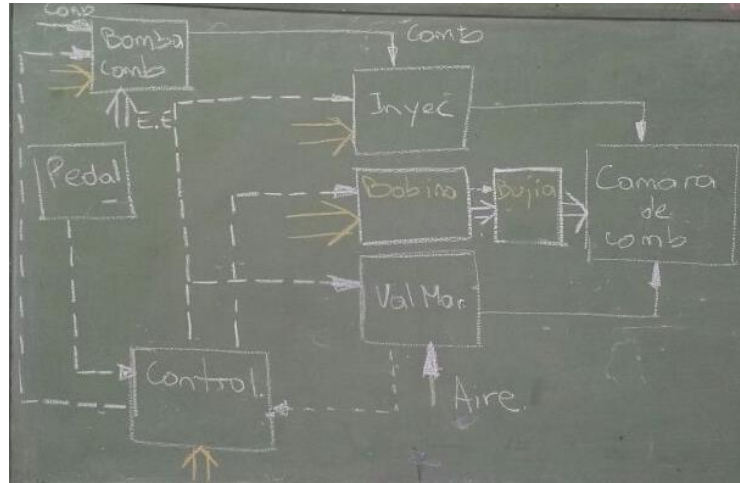 Comb
Bomba
Comb
Comb
E.E
Inyec
Pedal
Bobina
Bujia
Camara
de
comb
Val Mar.
Control.
Aire.